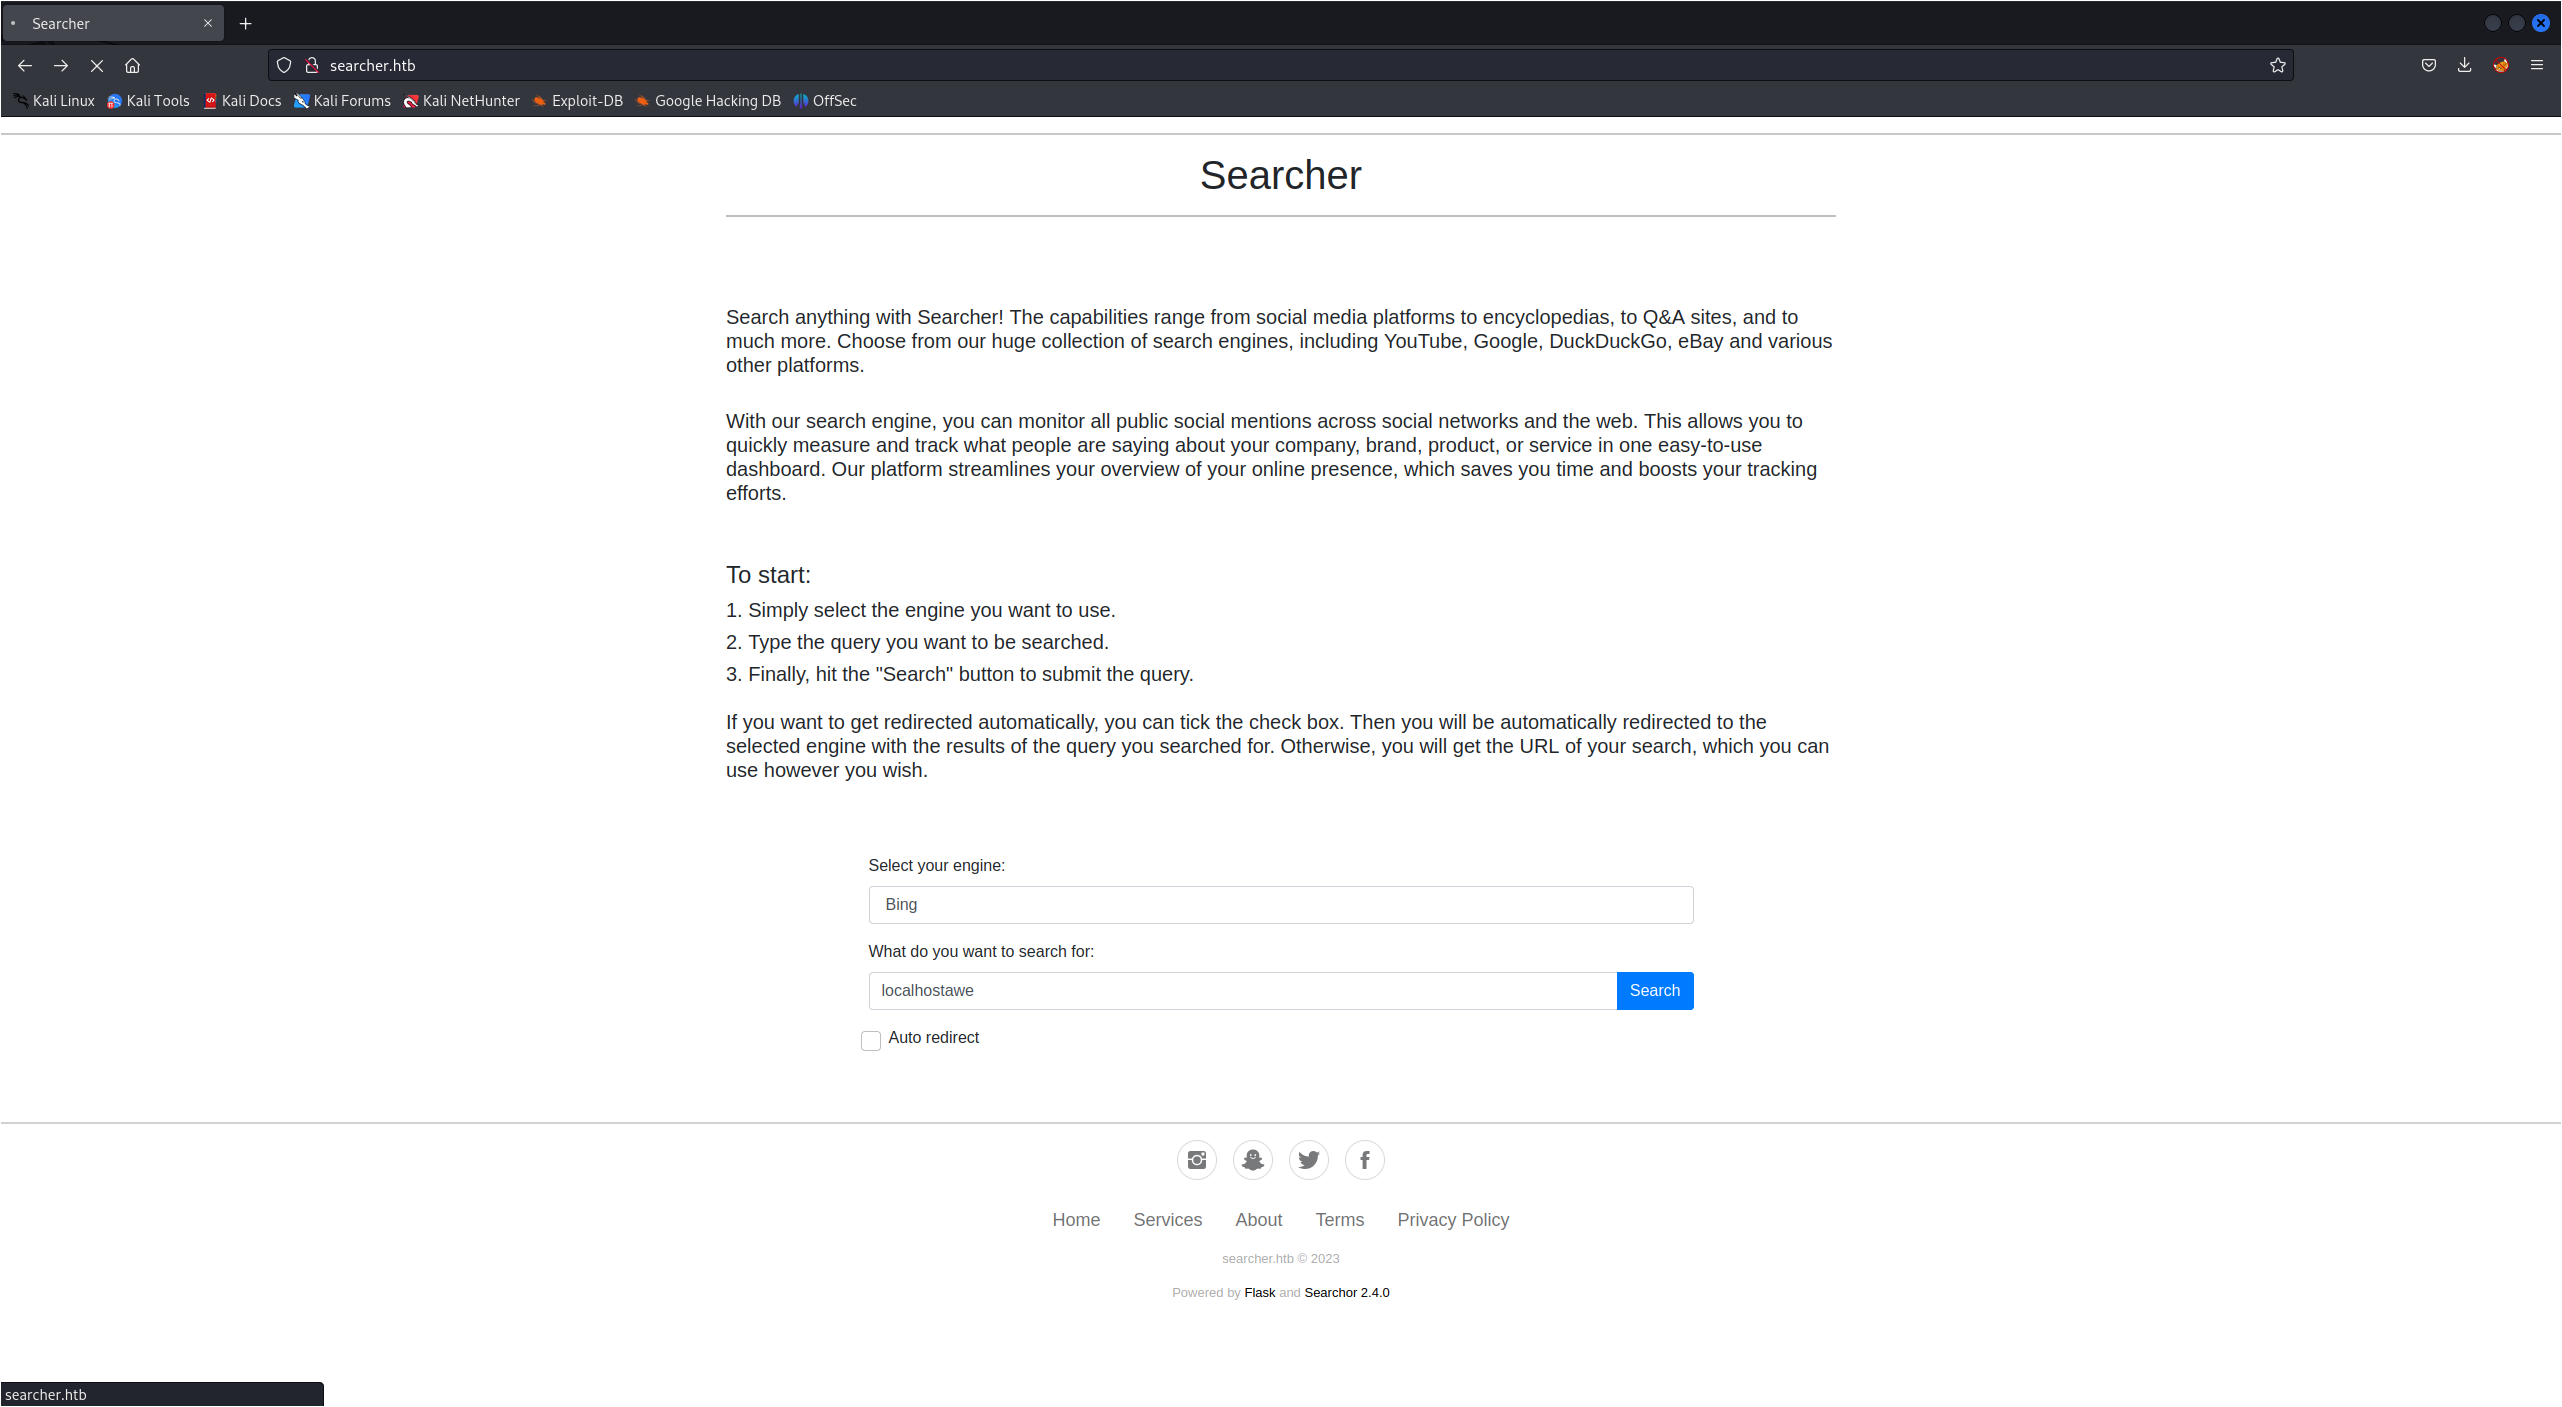 Searcher
searcher.htb
Kali Linux Kali Tools Kali Docs Kali Forums Kali NetHunter Exploit-DB Google Hacking DB OffSec
Searcher
Search anything with Searcher! The capabilities range from social media platforms to encyclopedias, to Q&A sites, and to
much more. Choose from our huge collection of search engines, including YouTube, Google, DuckDuckGo, eBay and various
other platforms.
With our search engine, you can monitor all public social mentions across social networks and the web. This allows you to
quickly measure and track what people are saying about your company, brand, product, or service in one easy-to-use
dashboard. Our platform streamlines your overview of your online presence, which saves you time and boosts your tracking
efforts.
To start:
1. Simply select the engine you want to use.
2. Type the query you want to be searched.
3. Finally, hit the "Search" button to submit the query.
If you want to get redirected automatically, you can tick the check box. Then you will be automatically redirected to the
selected engine with the results of the query you searched for. Otherwise, you will get the URL of your search, which you can
use however you wish.
Select your engine:
Bing
What do you want to search for:
localhostawe Search
Auto redirect
Home Services About Terms Privacy Policy
searcher.htb © 2023
Powered by Flask and Searchor 2.4.0
searcher.htb